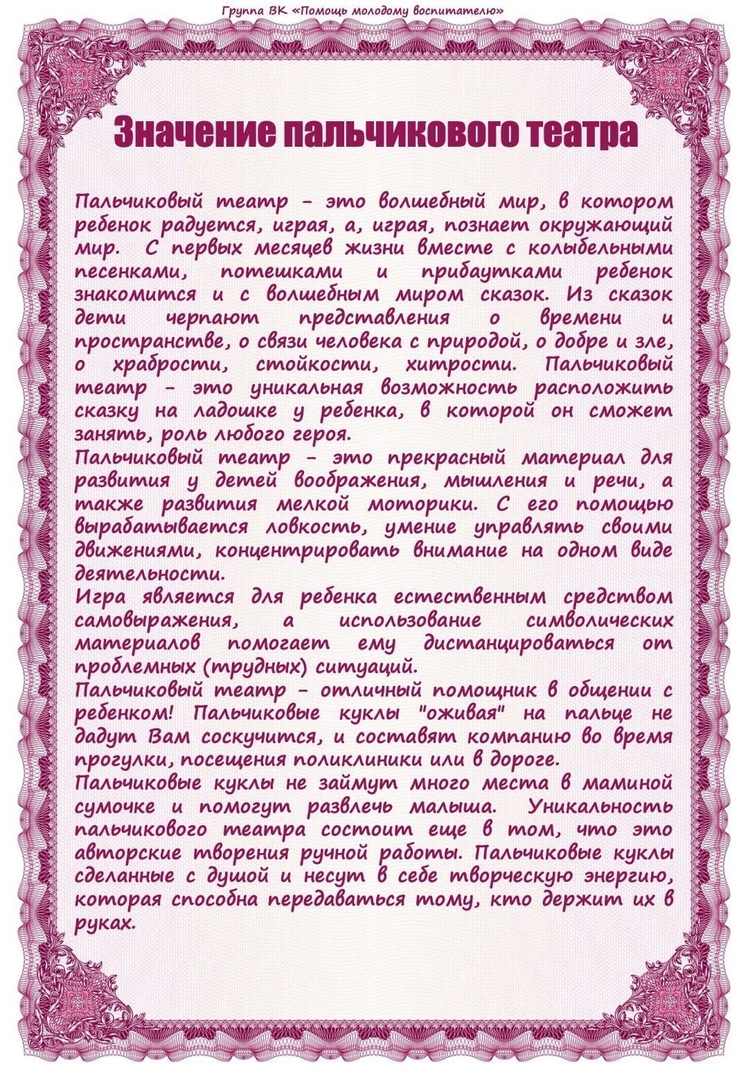 Группа ВК «Помощь молодому воспитателю»
Значение пальчикового театра
Пальчиковый театр – это волшебный мир, в котором
ребенок радуется, играя, а, играя, познает окружающий
мир. С первых месяцев жизни вместе с колыбельными
песенками, потешками и прибаутками ребенок
знакомится и с волшебным миром сказок. Из сказок
дети черпают представления о времени и
пространстве, о связи человека с природой, о добре и зле,
о храбрости, стойкости, хитрости. Пальчиковый
театр – это уникальная возможность расположить
сказку на ладошке у ребенка, в которой он сможет
занять, роль любого героя.
Пальчиковый театр – это прекрасный материал для
развития у детей воображения, мышления и речи, а
также развития мелкой моторики. С его помощью
вырабатывается ловкость, умение управлять своими
движениями, концентрировать внимание на одном виде
деятельности.
Игра является для ребенка естественным средством
самовыражения, а использование символических
материалов помогает ему дистанцироваться от
проблемных (трудных) ситуаций.
Пальчиковый театр – отличный помощник в общении с
ребенком! Пальчиковые куклы "оживая" на пальце не
дадут Вам соскучится, и составят компанию во время
прогулки, посещения поликлиники или в дороге.
Пальчиковые куклы не займут много места в маминой
сумочке и помогут развлечь малыша. Уникальность
пальчикового театра состоит еще в том, что это
авторские творения ручной работы. Пальчиковые куклы
сделанные с душой и несут в себе творческую энергию,
которая способна передаваться тому, кто держит их в
руках.